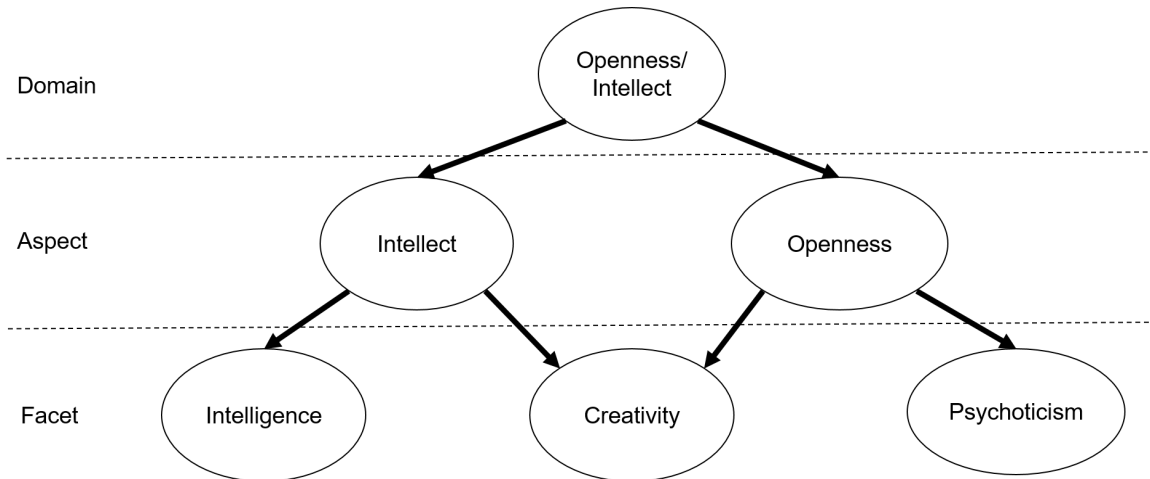 Domain
Openness/
Intellect
Aspect
Intellect
Openness
Facet
Intelligence
Creativity
Psychoticism